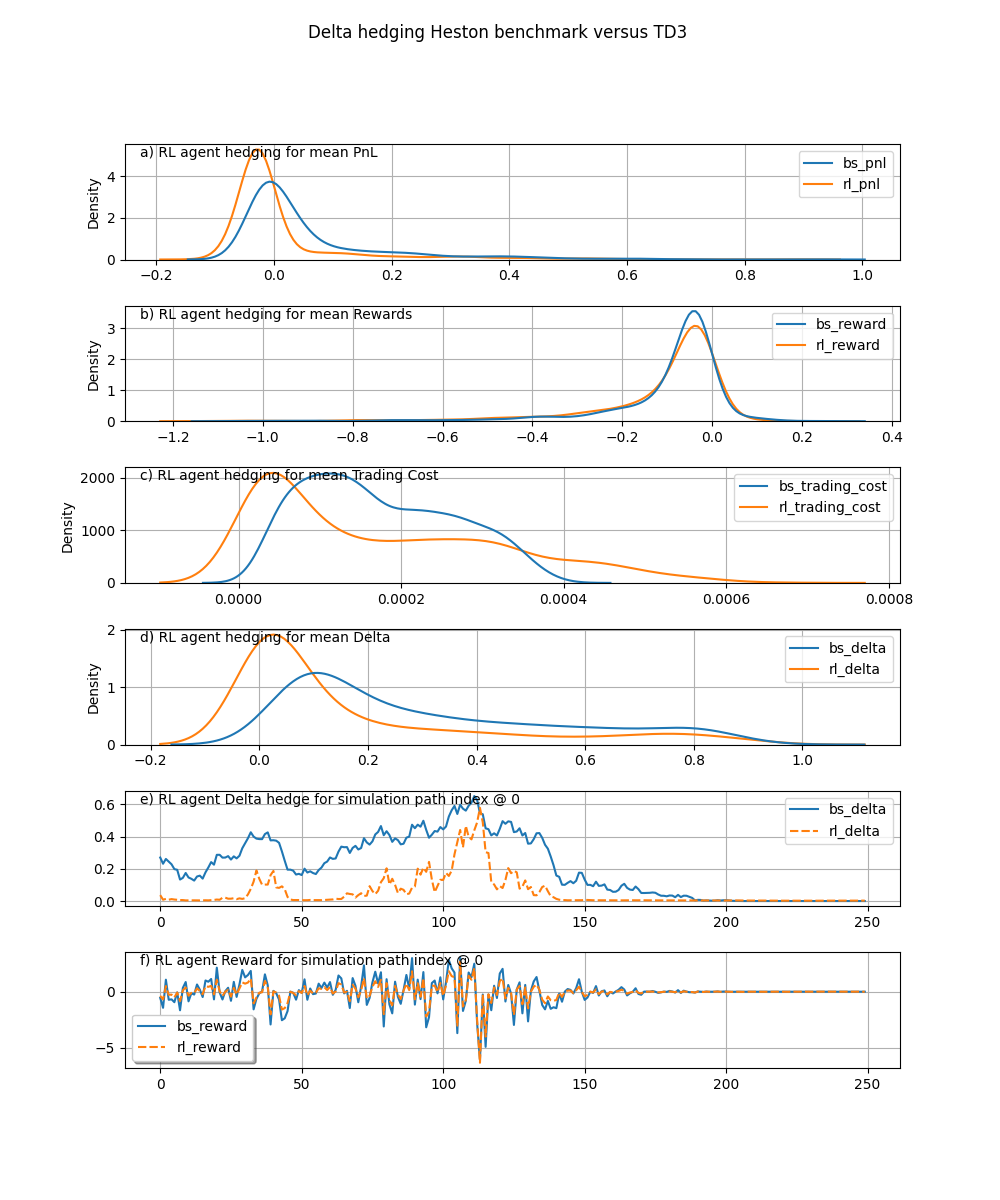 Delta hedging Heston benchmark versus TD3
a) RL agent hedging for mean PnL
bs_pnl
rl_pnl
Density
4
2
0
−0.2 0.0 0.2 0.4 0.6 0.8 1.0
b) RL agent hedging for mean Rewards
bs_reward
rl_reward
Density
3
2
1
0
−1.2 −1.0 −0.8 −0.6 −0.4 −0.2 0.0 0.2 0.4
c) RL agent hedging for mean Trading Cost
bs_trading_cost
rl_trading_cost
Density
2000
1000
0
0.0000 0.0002 0.0004 0.0006 0.0008
d) RL agent hedging for mean Delta
bs_delta
rl_delta
Density
2
1
0
−0.2 0.0 0.2 0.4 0.6 0.8 1.0
e) RL agent Delta hedge for simulation path index @ 0
bs_delta
rl_delta
0.6
0.4
0.2
0.0
0 50 100 150 200 250
f) RL agent Reward for simulation path index @ 0
0
−5
bs_reward
rl_reward
0 50 100 150 200 250